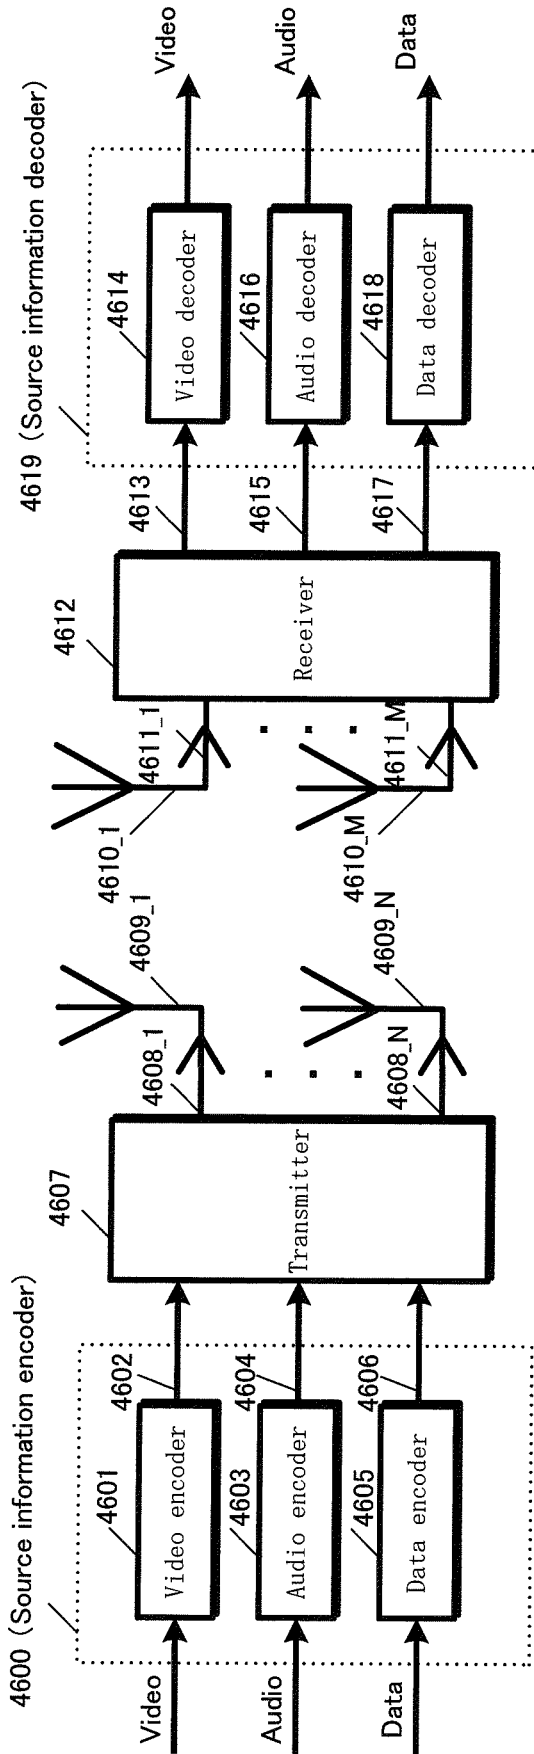 4600 (Source information encoder)
Video
Audio
Data
4601
Video encoder
4602
4603
Audio encoder
4604
4605
Data encoder
4606
4607
Transmitter
4608_1
4609_1
4608_N
4609_N
4610_1
4611_1
4610_M
4611_M
4612
Receiver
4613
4615
4617
4619 (Source information decoder)
4614
Video decoder
4616
Audio decoder
4618
Data decoder
Video
Audio
Data